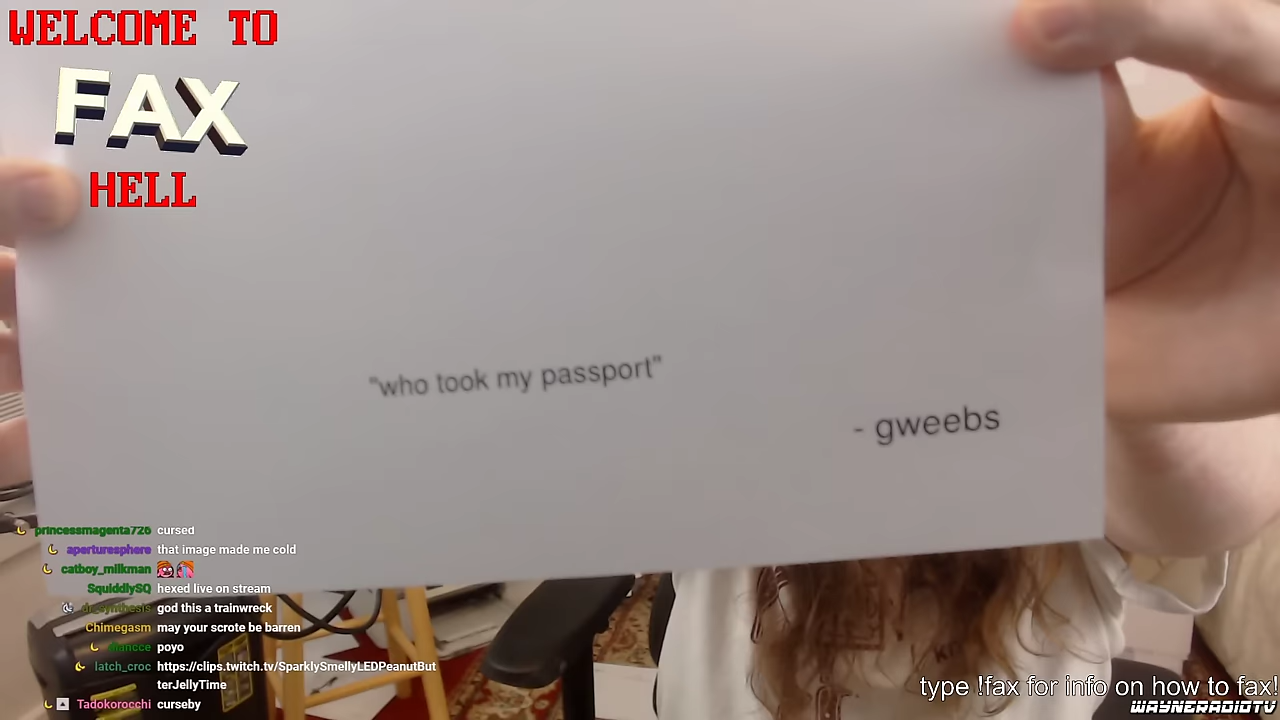 WELCOME TO
FAX
HELL
"who took my passport"
- gweebs
princessmagenta726 cursed
aperturesphere that image made me cold
catboy_milkman
SquiddlySQ hexed live on stream
god this a trainwreck
Chimegasm may your scrote be barren
poyo
latch_croc https://clips.twitch.tv/SparklySmellyLEDPeanutBut
terJellyTime
Tadokorocchi curseby
type !fax for info on how to fax!
WAYNERADIOTV